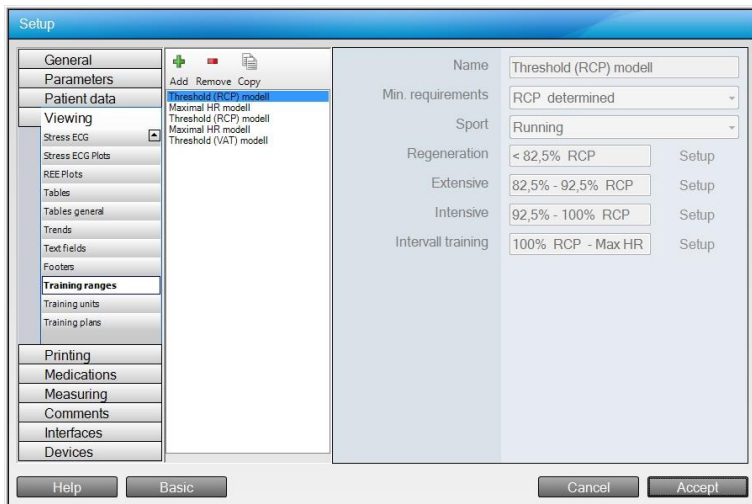 Setup
General
Parameters
Patient data
Viewing
Stress ECG
Stress ECG Plots
REE Plots
Tables
Tables general
Trends
Text fields
Footers
Training ranges
Training units
Training plans
Printing
Medications
Measuring
Comments
Interfaces
Devices
Add Remove Copy
Threshold (RCP) modell
Maximal HR modell
Threshold (RCP) modell
Maximal HR modell
Threshold (VAT) modell
Name Threshold (RCP) modell
Min. requirements RCP determined
Sport Running
Regeneration < 82,5% RCP Setup
Extensive 82,5% - 92,5% RCP Setup
Intensive 92,5% - 100% RCP Setup
Intervall training 100% RCP - Max HR Setup
Help Basic Cancel Accept